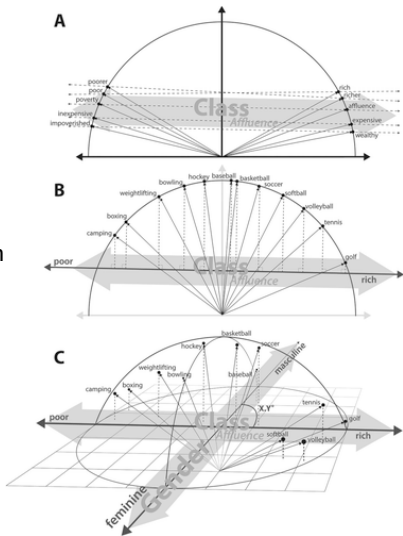 A
poorer
poor
poverty
inexpensive
impoverished
rich
richer
affluence
expensive
wealthy
Class
Affluence
B
camping
boxing
weightlifting
bowling
hockey
baseball
basketball
soccer
softball
volleyball
tennis
golf
poor
rich
Class
Affluence
C
camping
boxing
weightlifting
bowling
hockey
basketball
baseball
soccer
masculine
tennis
golf
softball
volleyball
poor
rich
Class
Affluence
Gender
feminine